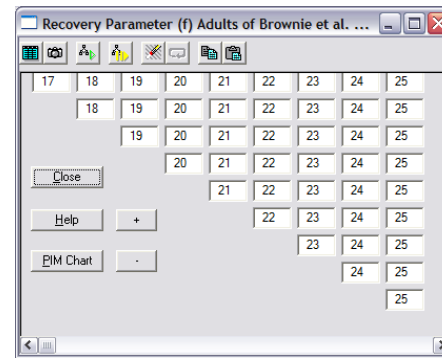 Recovery Parameter (f) Adults of Brownie et al. ...
17 18 19 20 21 22 23 24 25
18 19 20 21 22 23 24 25
19 20 21 22 23 24 25
20 21 22 23 24 25
Close
21 22 23 24 25
Help + 22 23 24 25
23 24 25
PIM Chart - 24 25
25